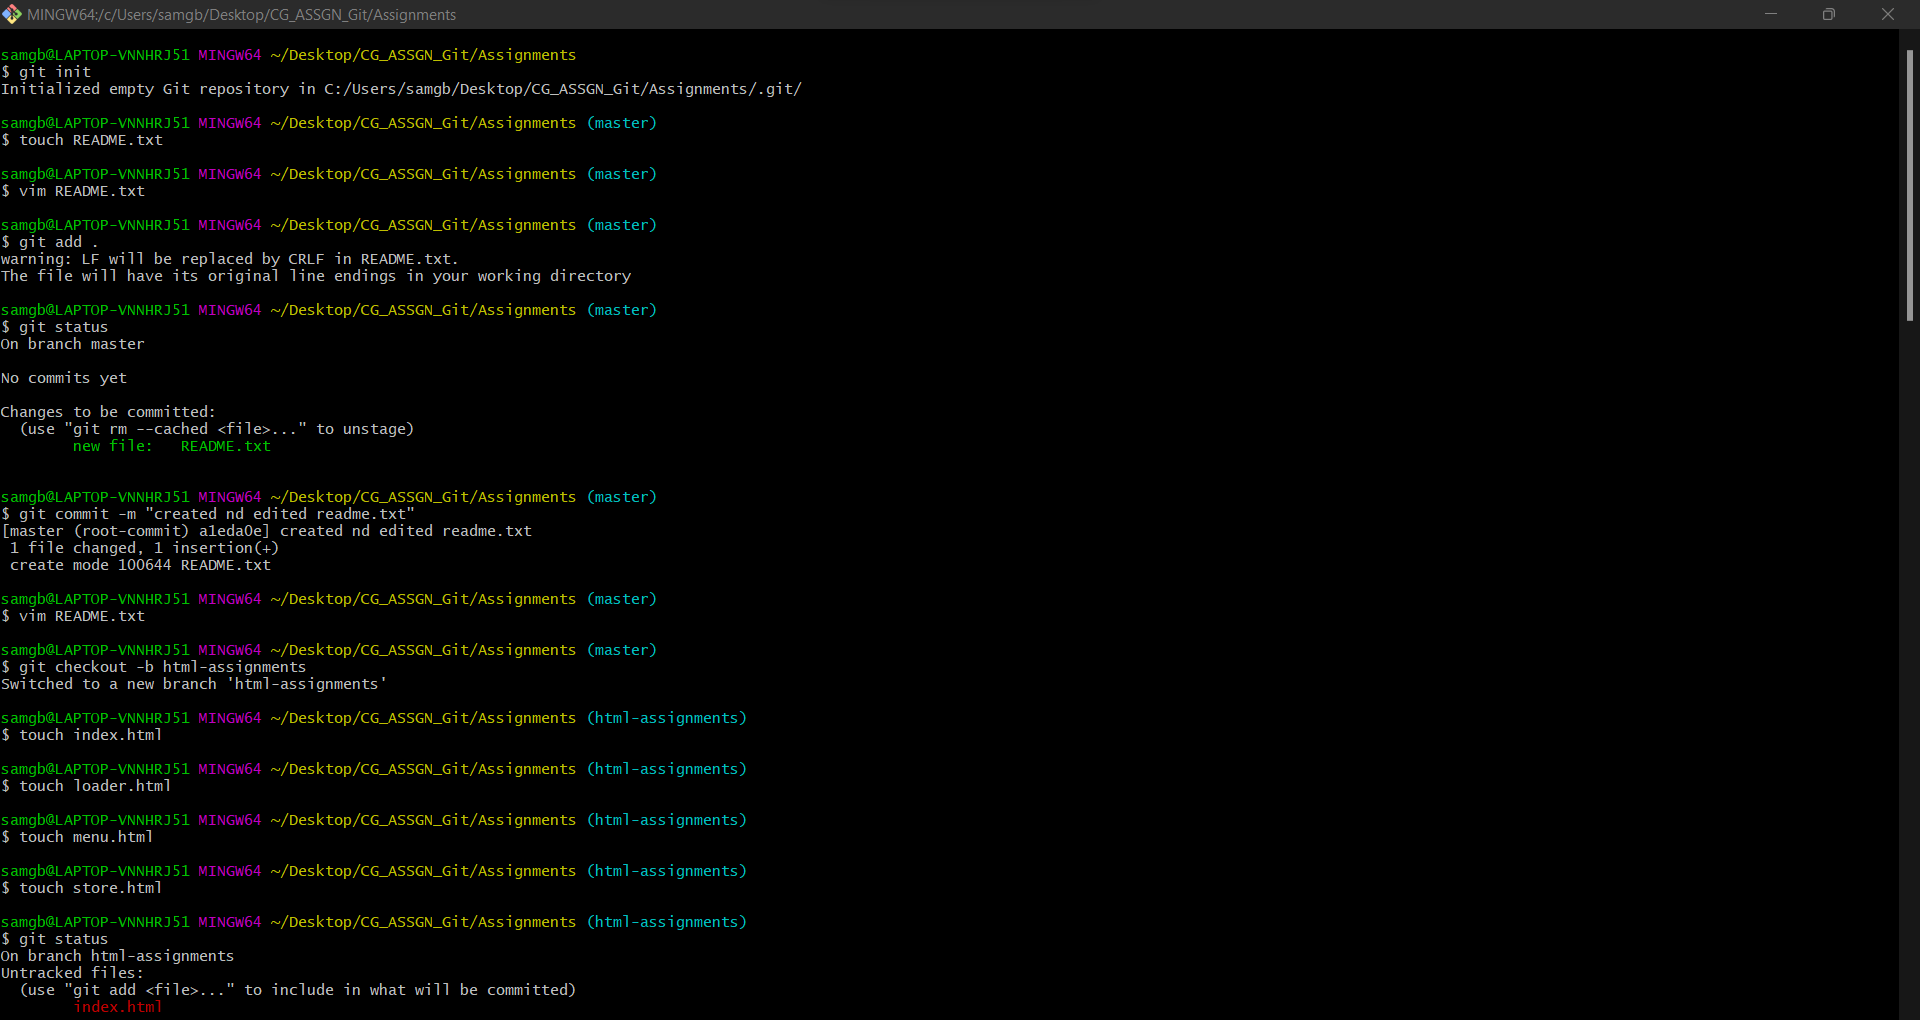 MINGW64:/c/Users/samgb/Desktop/CG_ASSGN_Git/Assignments
samgb@LAPTOP-VNNHRJ51 MINGW64 ~/Desktop/CG_ASSGN_Git/Assignments
$ git init
Initialized empty Git repository in C:/Users/samgb/Desktop/CG_ASSGN_Git/Assignments/.git/
samgb@LAPTOP-VNNHRJ51 MINGW64 ~/Desktop/CG_ASSGN_Git/Assignments (master)
$ touch README.txt
samgb@LAPTOP-VNNHRJ51 MINGW64 ~/Desktop/CG_ASSGN_Git/Assignments (master)
$ vim README.txt
samgb@LAPTOP-VNNHRJ51 MINGW64 ~/Desktop/CG_ASSGN_Git/Assignments (master)
$ git add .
warning: LF will be replaced by CRLF in README.txt.
The file will have its original line endings in your working directory
samgb@LAPTOP-VNNHRJ51 MINGW64 ~/Desktop/CG_ASSGN_Git/Assignments (master)
$ git status
On branch master
No commits yet
Changes to be committed:
  (use "git rm --cached <file>..." to unstage)
        new file:   README.txt
samgb@LAPTOP-VNNHRJ51 MINGW64 ~/Desktop/CG_ASSGN_Git/Assignments (master)
$ git commit -m "created nd edited readme.txt"
[master (root-commit) a1eda0e] created nd edited readme.txt
 1 file changed, 1 insertion(+)
 create mode 100644 README.txt
samgb@LAPTOP-VNNHRJ51 MINGW64 ~/Desktop/CG_ASSGN_Git/Assignments (master)
$ vim README.txt
samgb@LAPTOP-VNNHRJ51 MINGW64 ~/Desktop/CG_ASSGN_Git/Assignments (master)
$ git checkout -b html-assignments
Switched to a new branch 'html-assignments'
samgb@LAPTOP-VNNHRJ51 MINGW64 ~/Desktop/CG_ASSGN_Git/Assignments (html-assignments)
$ touch index.html
samgb@LAPTOP-VNNHRJ51 MINGW64 ~/Desktop/CG_ASSGN_Git/Assignments (html-assignments)
$ touch loader.html
samgb@LAPTOP-VNNHRJ51 MINGW64 ~/Desktop/CG_ASSGN_Git/Assignments (html-assignments)
$ touch menu.html
samgb@LAPTOP-VNNHRJ51 MINGW64 ~/Desktop/CG_ASSGN_Git/Assignments (html-assignments)
$ touch store.html
samgb@LAPTOP-VNNHRJ51 MINGW64 ~/Desktop/CG_ASSGN_Git/Assignments (html-assignments)
$ git status
On branch html-assignments
Untracked files:
  (use "git add <file>..." to include in what will be committed)
        index.html